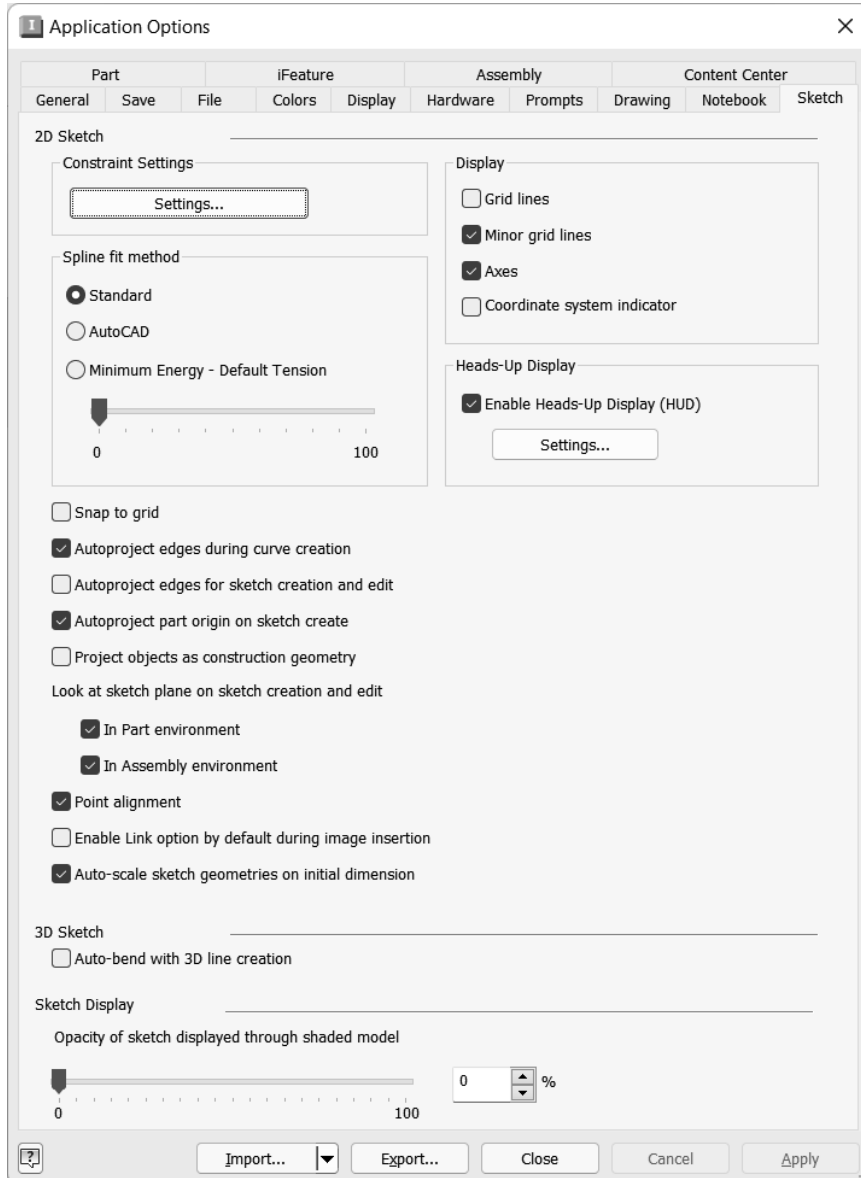 Application Options
Part iFeature Assembly Content Center
General Save File Colors Display Hardware Prompts Drawing Notebook Sketch
2D Sketch
Constraint Settings
Settings...
Spline fit method
Standard
AutoCAD
Minimum Energy - Default Tension
0 100
Display
Grid lines
Minor grid lines
Axes
Coordinate system indicator
Heads-Up Display
Enable Heads-Up Display (HUD)
Settings...
Snap to grid
Autoproject edges during curve creation
Autoproject edges for sketch creation and edit
Autoproject part origin on sketch create
Project objects as construction geometry
Look at sketch plane on sketch creation and edit
In Part environment
In Assembly environment
Point alignment
Enable Link option by default during image insertion
Auto-scale sketch geometries on initial dimension
3D Sketch
Auto-bend with 3D line creation
Sketch Display
Opacity of sketch displayed through shaded model
0 %
0 100
? Import... Export... Close Cancel Apply